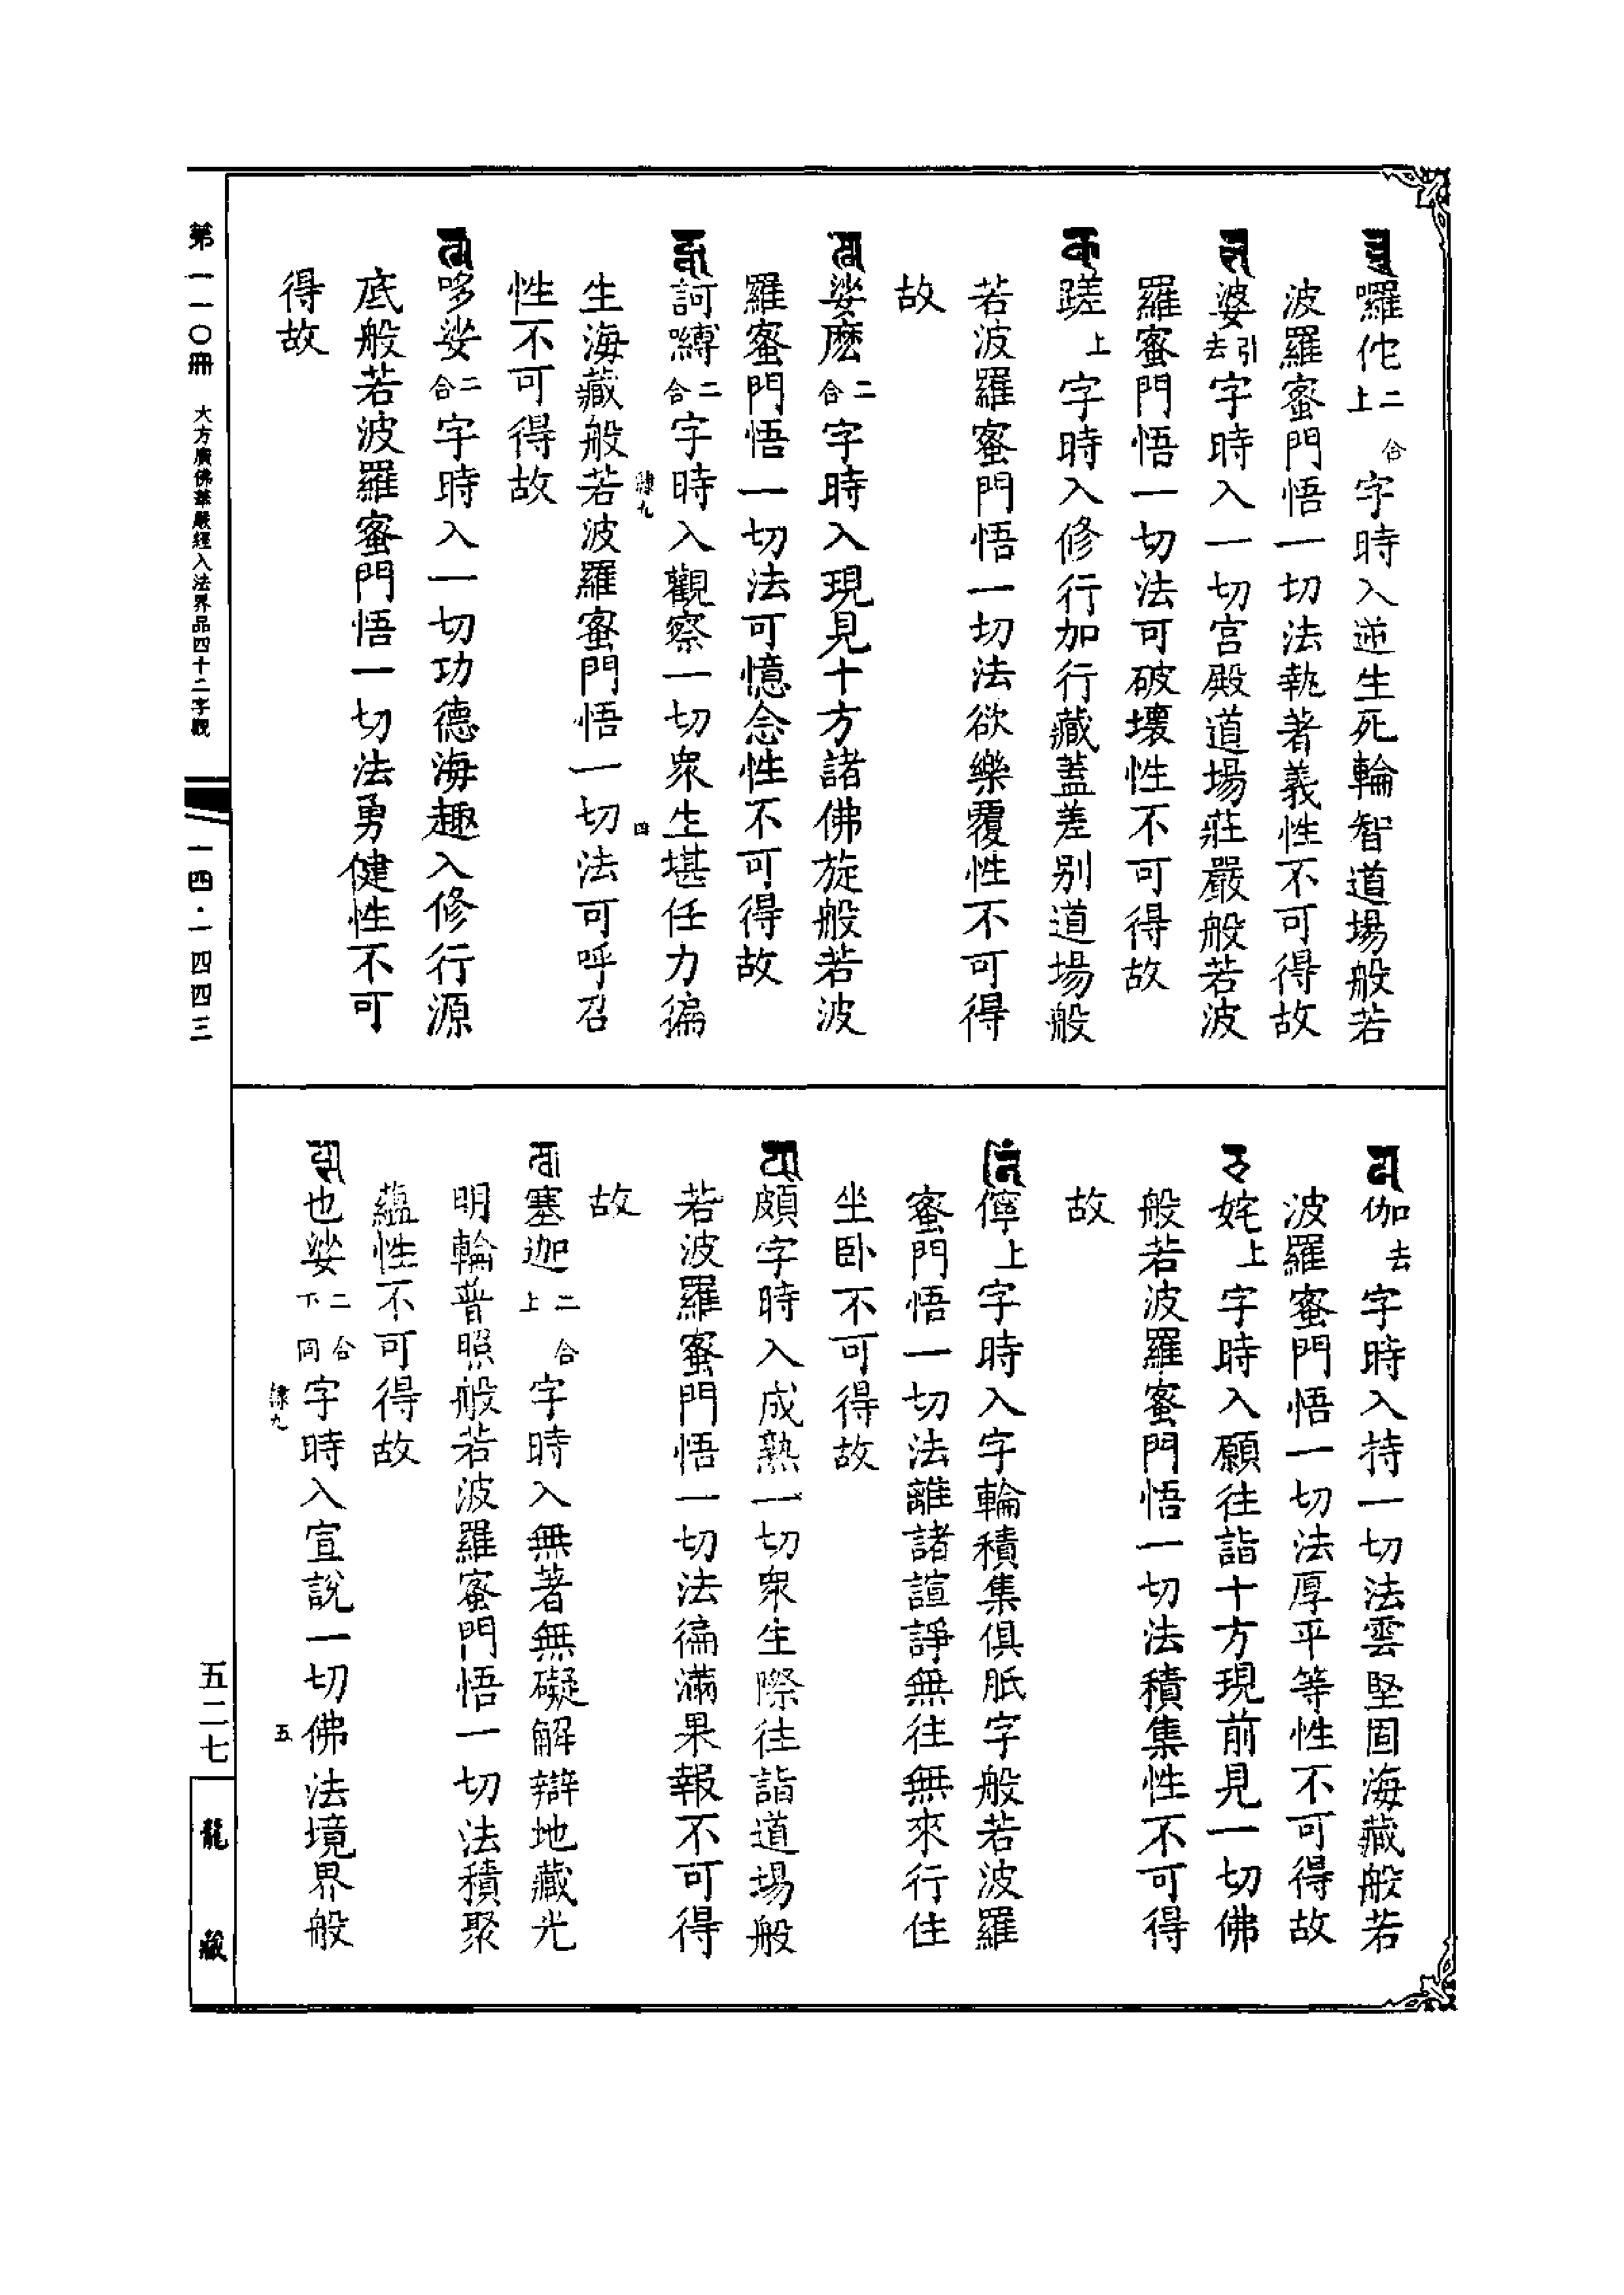 囉佗二合上字時入逆生死輪智道場般若
波羅蜜門悟一切法執著義性不可得故
婆引去字時入一切宮殿道場莊嚴般若波
羅蜜門悟一切法可破壞性不可得故
蹉上字時入修行加行藏蓋差別道場般
若波羅蜜門悟一切法欲樂覆性不可得
故
娑麽二合字時入現見十方諸佛旋般若波
羅蜜門悟一切法可憶念性不可得故
訶嚩二合字時入觀察一切衆生堪任力徧
隸九 四
生海藏般若波羅蜜門悟一切法可呼召
性不可得故
哆娑二合字時入一切功德海趣入修行源
底般若波羅蜜門悟一切法勇健性不可
得故
伽去字時入持一切法雲堅固海藏般若
波羅蜜門悟一切法厚平等性不可得故
姹上字時入願往詣十方現前見一切佛
般若波羅蜜門悟一切法積集性不可得
故
儜上字時入字輪積集俱胝字般若波羅
蜜門悟一切法離諸諠諍無往無來行住
坐卧不可得故
頗字時入成熟一切衆生際往詣道場般
若波羅蜜門悟一切法徧滿果報不可得
故
塞迦二合上字時入無著無礙解辯地藏光
明輪普照般若波羅蜜門悟一切法積聚
蘊性不可得故
也娑二合下同字時入宣說一切佛法境界般
隸九 五
第一一〇冊 大方廣佛華嚴經入法界品四十二字觀
一四·一四四三
五二七
龍藏